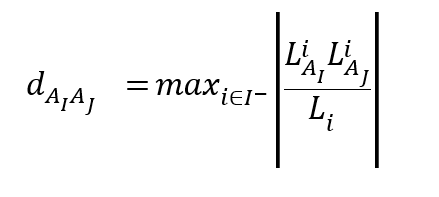 d_{A_I A_J} = max_{i∈I⁻} |L^i_{A_I} L^i_{A_J} / L_i|